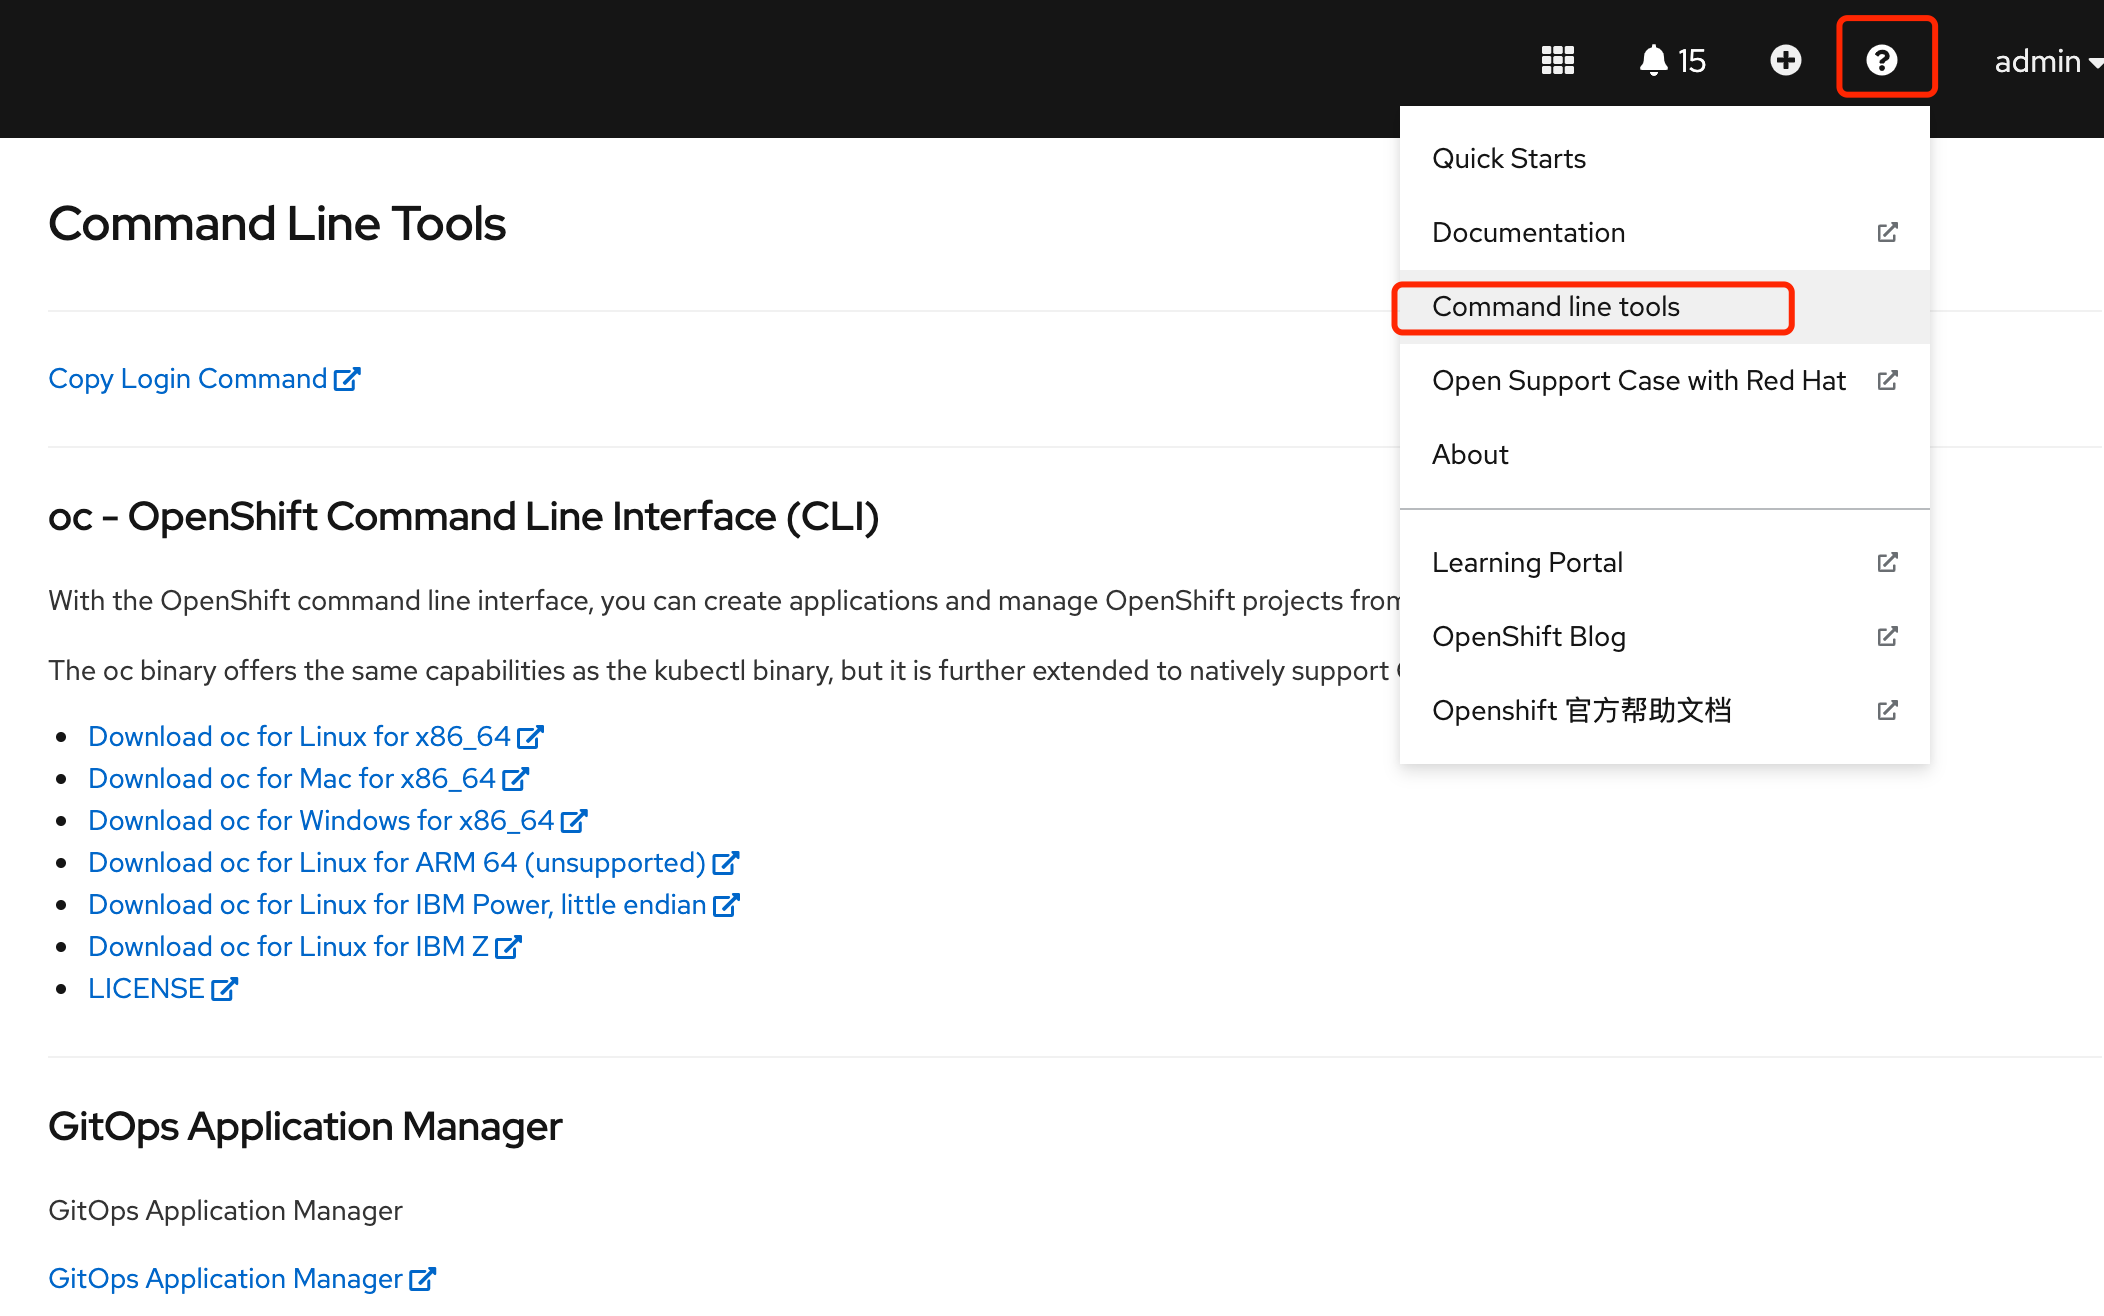 15
admin
Quick Starts
Documentation
Command line tools
Open Support Case with Red Hat
About
Learning Portal
OpenShift Blog
Openshift 官方帮助文档
Command Line Tools
Copy Login Command
oc - OpenShift Command Line Interface (CLI)
With the OpenShift command line interface, you can create applications and manage OpenShift projects from
The oc binary offers the same capabilities as the kubectl binary, but it is further extended to natively support
Download oc for Linux for x86_64
Download oc for Mac for x86_64
Download oc for Windows for x86_64
Download oc for Linux for ARM 64 (unsupported)
Download oc for Linux for IBM Power, little endian
Download oc for Linux for IBM Z
LICENSE
GitOps Application Manager
GitOps Application Manager
GitOps Application Manager